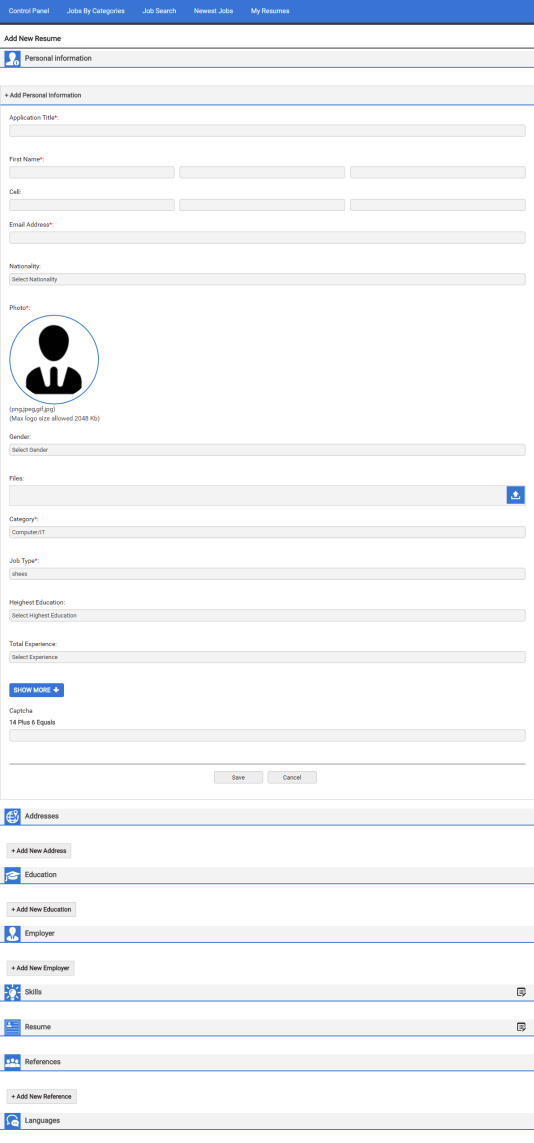 Control Panel Jobs By Categories Job Search Newest Jobs My Resumes
Add New Resume
Personal information
+ Add Personal Information
Application Title*:
First Name*:
Cell:
Email Address*:
Nationality:
Select Nationality
Photo*:
(png,jpeg,gif,jpg)
(Max logo size allowed 2048 Kb)
Gender:
Select Gender
Files:
Category*:
Computer/IT
Job Type*:
shees
Heighest Education:
Select Highest Education
Total Experience:
Select Experience
SHOW MORE
Captcha
14 Plus 6 Equals
Save Cancel
Addresses
+ Add New Address
Education
+ Add New Education
Employer
+ Add New Employer
Skills
Resume
References
+ Add New Reference
Languages